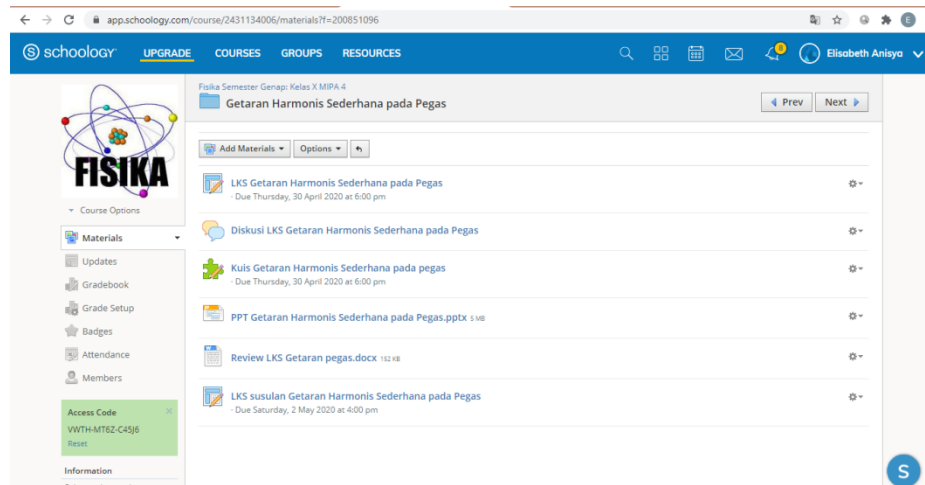 app.schoology.com/course/2431134006/materials?f=200851096
E
S schoology UPGRADE COURSES GROUPS RESOURCES
8
Elisabeth Anisya
FISIKA
Course Options
Materials
Updates
Gradebook
Grade Setup
Badges
Attendance
Members
Access Code
VWTH-MT6Z-C45J6
Reset
Information
Fisika Semester Genap: Kelas X MIPA 4
Getaran Harmonis Sederhana pada Pegas
Prev Next
Add Materials Options
LKS Getaran Harmonis Sederhana pada Pegas
· Due Thursday, 30 April 2020 at 6:00 pm
Diskusi LKS Getaran Harmonis Sederhana pada Pegas
Kuis Getaran Harmonis Sederhana pada pegas
· Due Thursday, 30 April 2020 at 6:00 pm
PPT Getaran Harmonis Sederhana pada Pegas.pptx 5 MB
Review LKS Getaran pegas.docx 152 KB
LKS susulan Getaran Harmonis Sederhana pada Pegas
· Due Saturday, 2 May 2020 at 4:00 pm
S